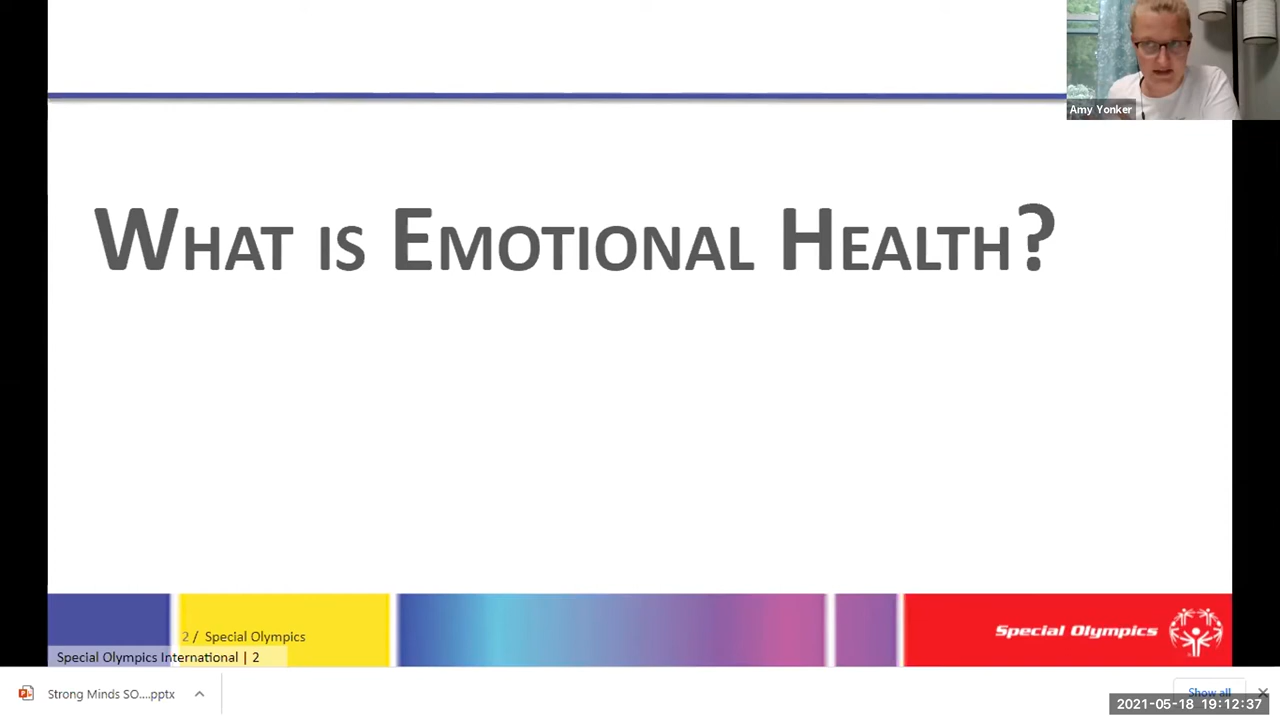 Amy Yonker
WHAT IS EMOTIONAL HEALTH?
2 / Special Olympics
Special Olympics
Special Olympics International | 2
Strong Minds SO....pptx
Show all
2021-05-18 19:12:37